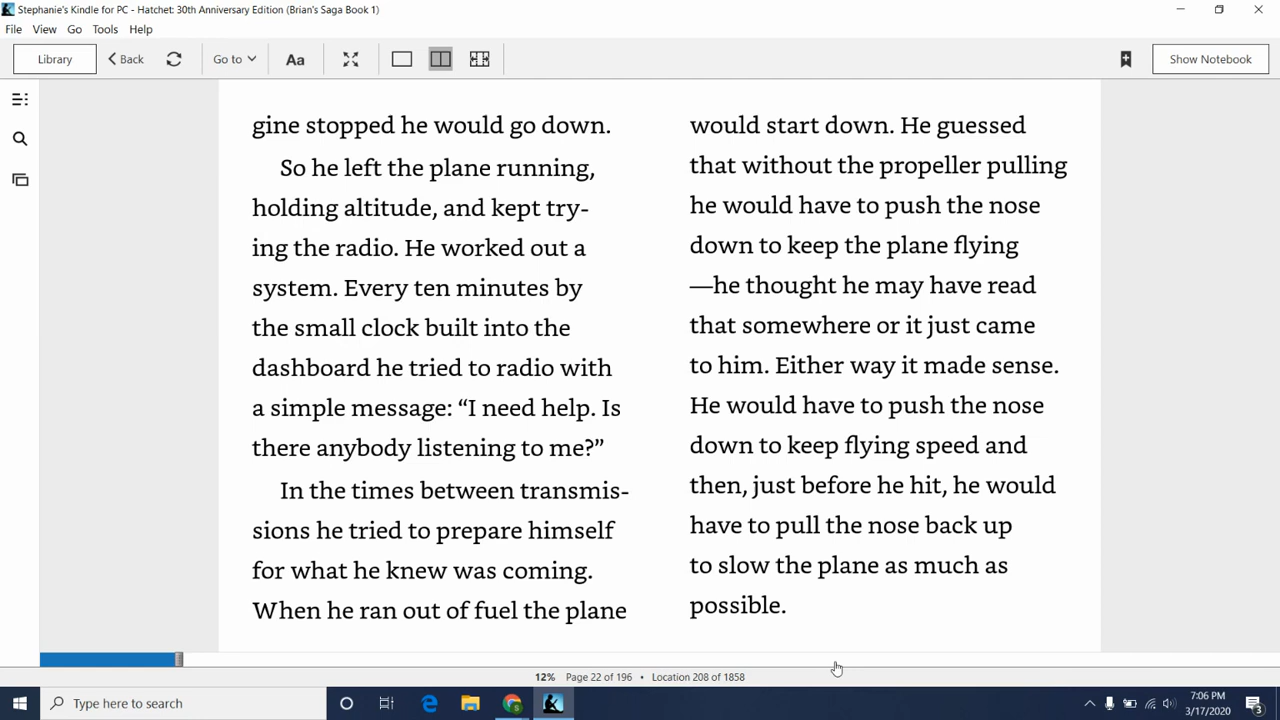 Stephanie's Kindle for PC - Hatchet: 30th Anniversary Edition (Brian's Saga Book 1)
File View Go Tools Help
Library Back Go to Aa Show Notebook
gine stopped he would go down.
So he left the plane running,
holding altitude, and kept try-
ing the radio. He worked out a
system. Every ten minutes by
the small clock built into the
dashboard he tried to radio with
a simple message: “I need help. Is
there anybody listening to me?”
In the times between transmis-
sions he tried to prepare himself
for what he knew was coming.
When he ran out of fuel the plane
would start down. He guessed
that without the propeller pulling
he would have to push the nose
down to keep the plane flying
—he thought he may have read
that somewhere or it just came
to him. Either way it made sense.
He would have to push the nose
down to keep flying speed and
then, just before he hit, he would
have to pull the nose back up
to slow the plane as much as
possible.
12% Page 22 of 196 • Location 208 of 1858
Type here to search
7:06 PM
3/17/2020
3